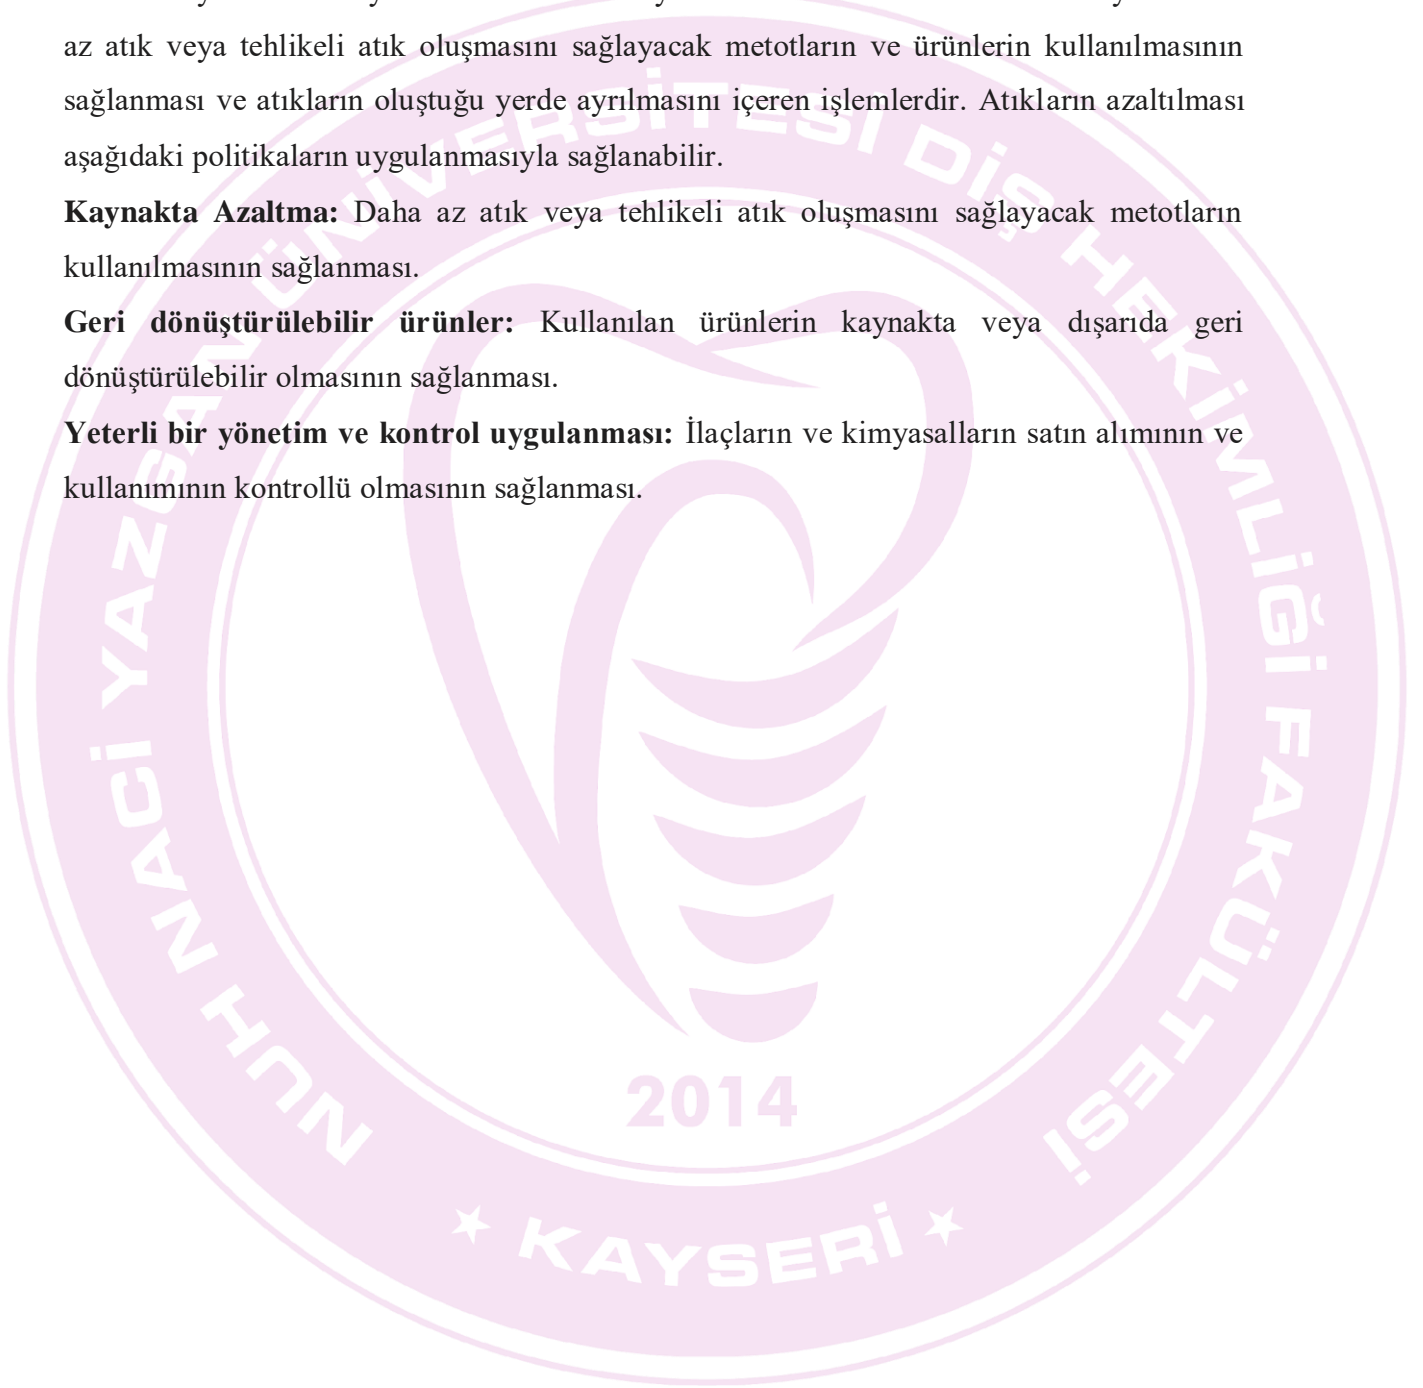 az atık veya tehlikeli atık oluşmasını sağlayacak metotların ve ürünlerin kullanılmasının
sağlanması ve atıkların oluştuğu yerde ayrılmasını içeren işlemlerdir. Atıkların azaltılması
aşağıdaki politikaların uygulanmasıyla sağlanabilir.
Kaynakta Azaltma: Daha az atık veya tehlikeli atık oluşmasını sağlayacak metotların
kullanılmasının sağlanması.
Geri dönüştürülebilir ürünler: Kullanılan ürünlerin kaynakta veya dışarıda geri
dönüştürülebilir olmasının sağlanması.
Yeterli bir yönetim ve kontrol uygulanması: İlaçların ve kimyasalların satın alımının ve
kullanımının kontrollü olmasının sağlanması.
NUH NACİ YAZGAN ÜNİVERSİTESİ DİŞ HEKİMLİĞİ FAKÜLTESİ
2014
KAYSERİ